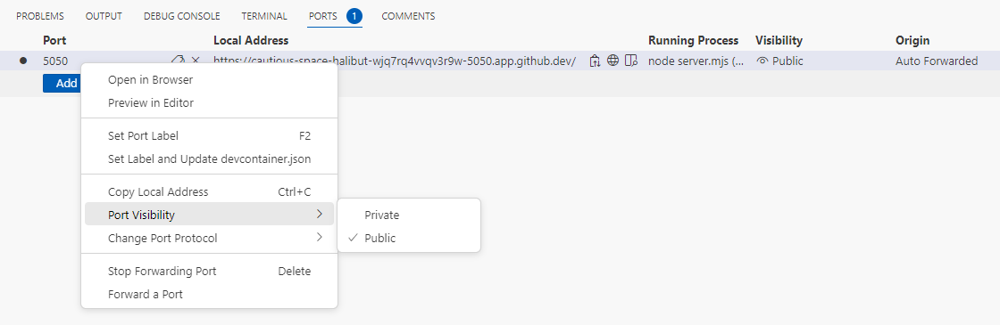 PROBLEMS OUTPUT DEBUG CONSOLE TERMINAL PORTS 1 COMMENTS
Port Local Address Running Process Visibility Origin
5050 https://cautious-space-halibut-wjq7rq4vvqv3r9w-5050.app.github.dev/ node server.mjs (... Public Auto Forwarded
Add
Open in Browser
Preview in Editor
Set Port Label F2
Set Label and Update devcontainer.json
Copy Local Address Ctrl+C
Port Visibility
Private
Change Port Protocol
Public
Stop Forwarding Port Delete
Forward a Port